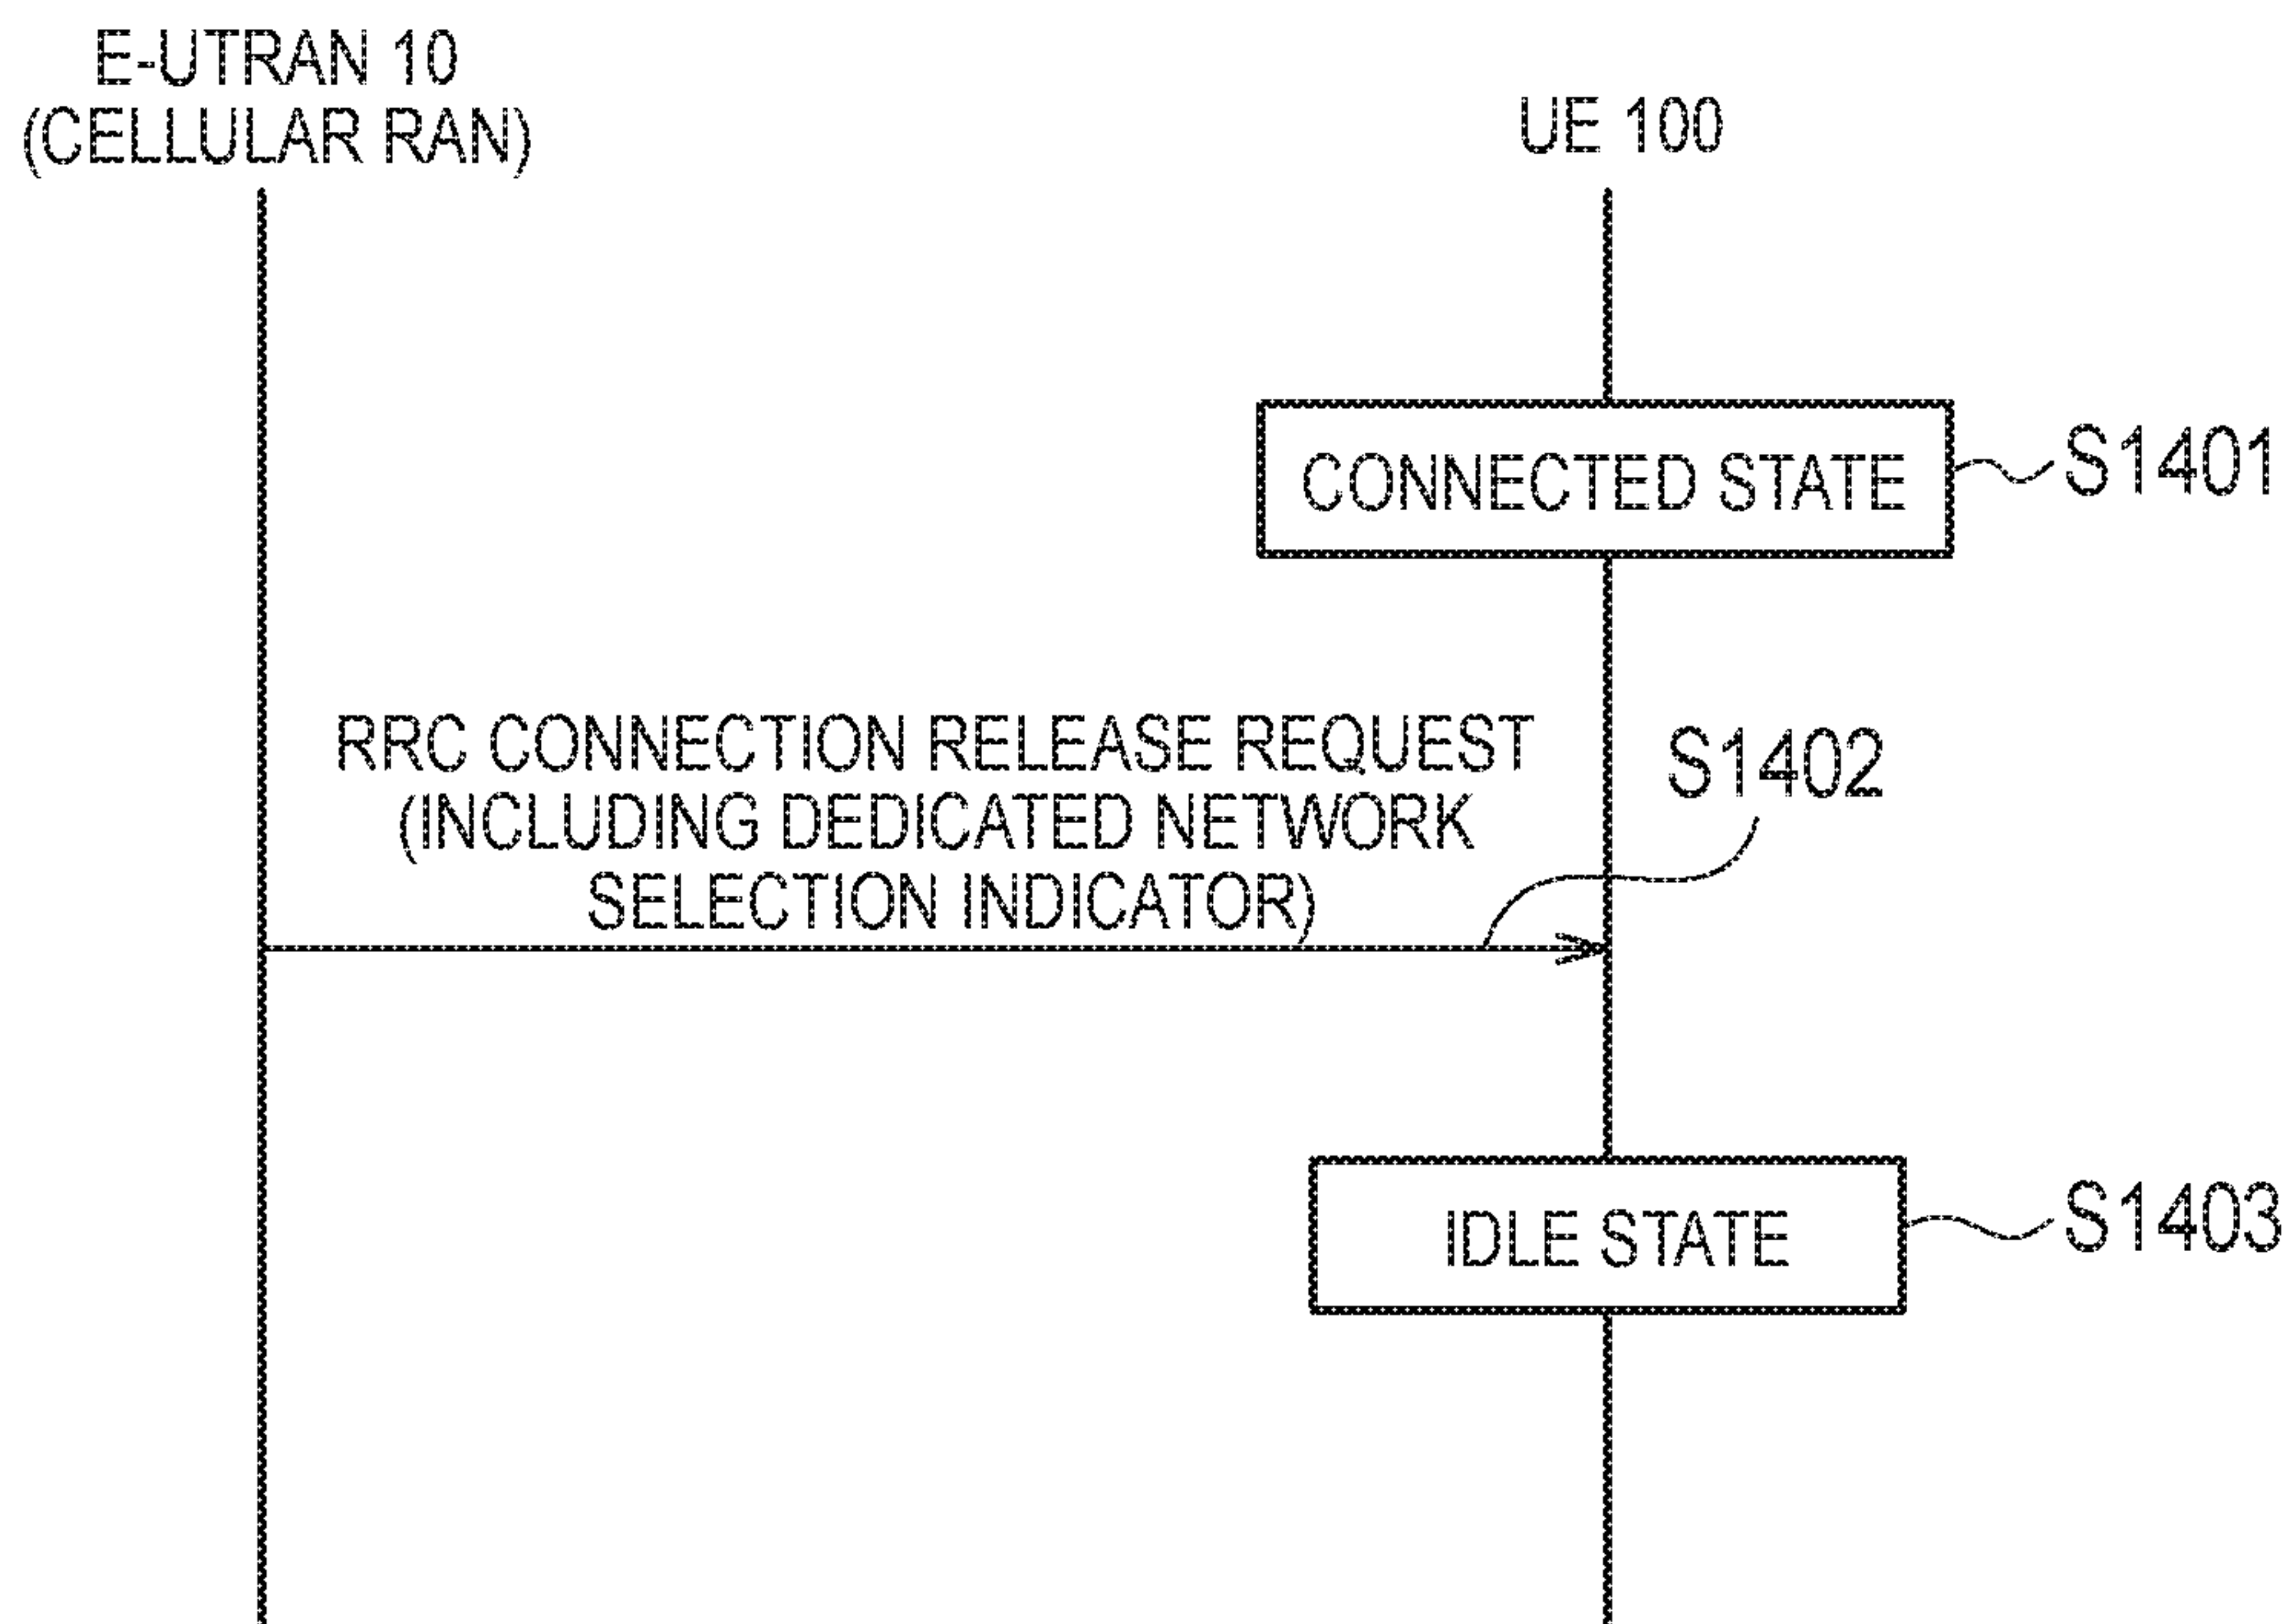 E-UTRAN 10
(CELLULAR RAN)
UE 100
CONNECTED STATE
S1401
RRC CONNECTION RELEASE REQUEST
(INCLUDING DEDICATED NETWORK
SELECTION INDICATOR)
S1402
IDLE STATE
S1403